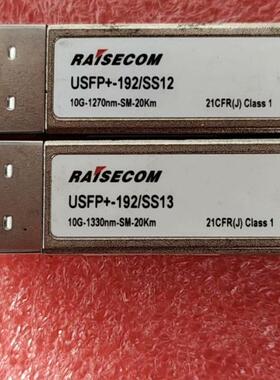 RAISECOM
USFP+-192/SS12
10G-1270nm-SM-20Km 21CFR(J) Class 1
RAISECOM
USFP+-192/SS13
10G-1330nm-SM-20Km 21CFR(J) Class 1